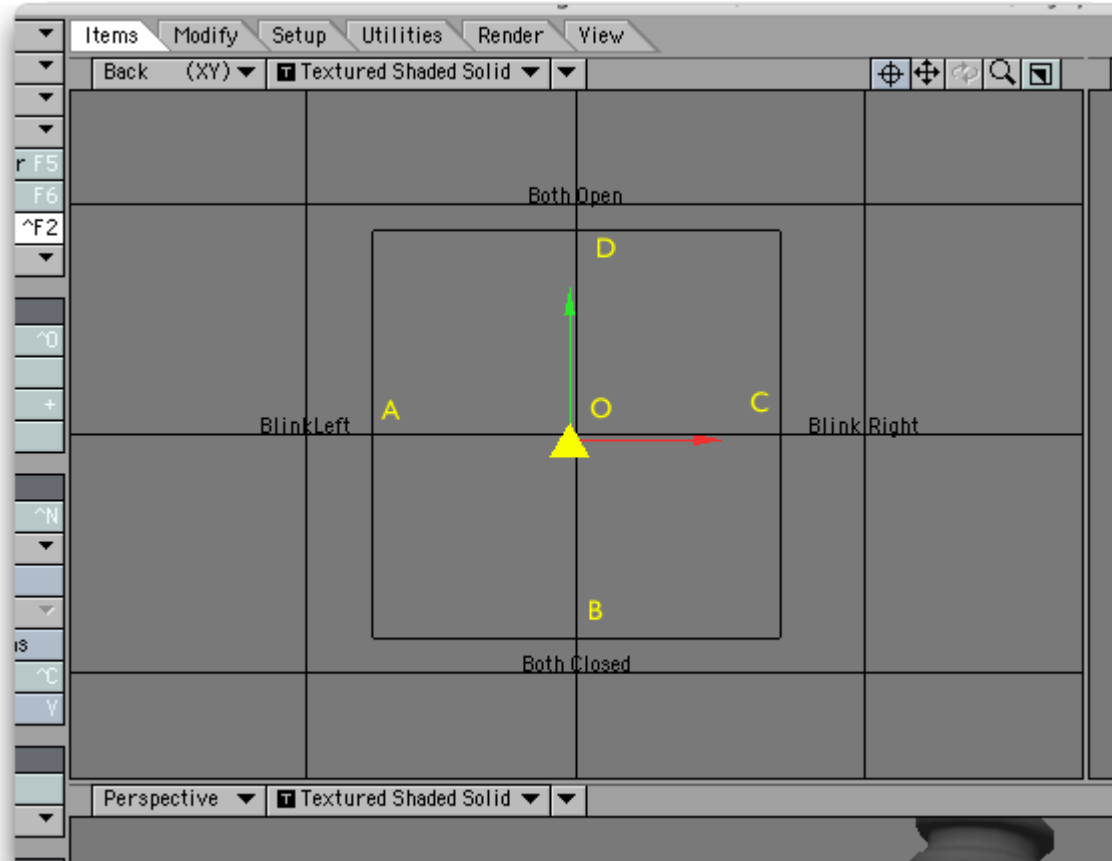 Items Modify Setup Utilities Render View
Back (XY) T Textured Shaded Solid
r F5
F6
^F2
Both Open
D
^O
+
A O C
BlinkLeft Blink Right
^N
B
Both Closed
^C
V
Perspective T Textured Shaded Solid